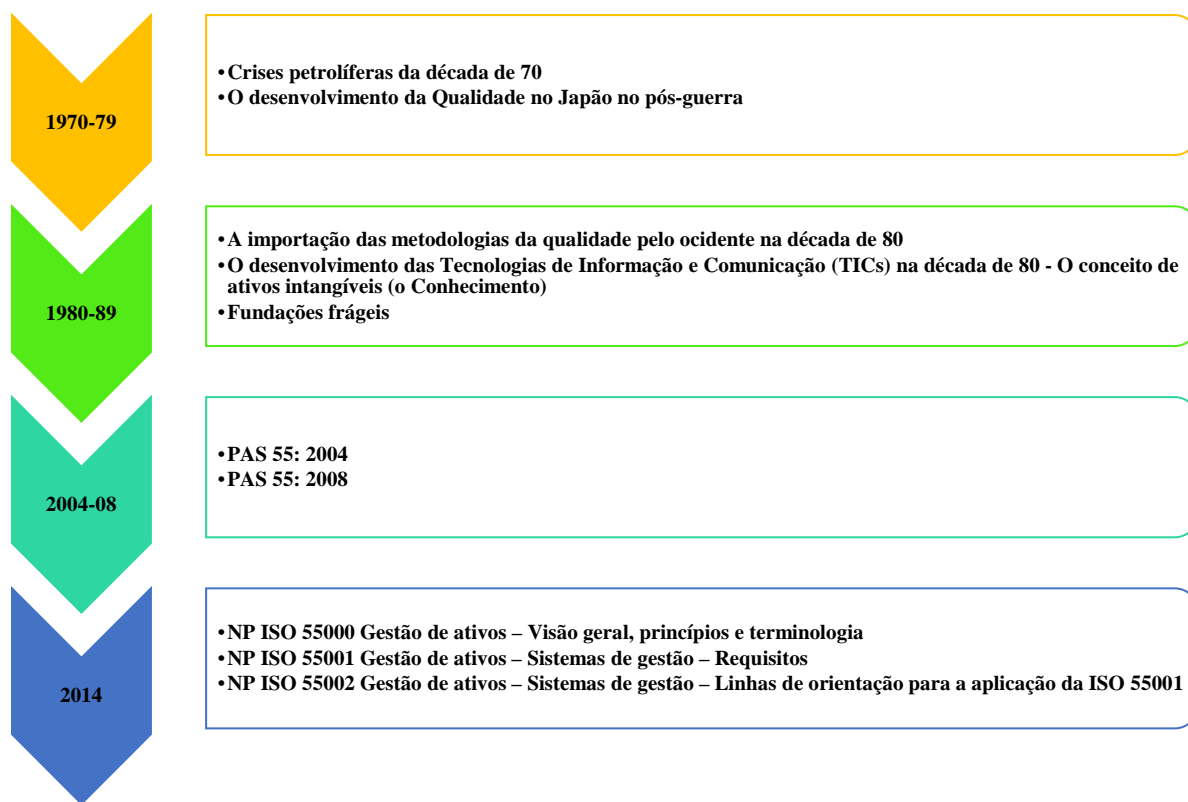 1970-79
•Crises petrolíferas da década de 70
•O desenvolvimento da Qualidade no Japão no pós-guerra
1980-89
•A importação das metodologias da qualidade pelo ocidente na década de 80
•O desenvolvimento das Tecnologias de Informação e Comunicação (TICs) na década de 80 - O conceito de
ativos intangíveis (o Conhecimento)
•Fundações frágeis
2004-08
•PAS 55: 2004
•PAS 55: 2008
2014
•NP ISO 55000 Gestão de ativos – Visão geral, princípios e terminologia
•NP ISO 55001 Gestão de ativos – Sistemas de gestão – Requisitos
•NP ISO 55002 Gestão de ativos – Sistemas de gestão – Linhas de orientação para a aplicação da ISO 55001